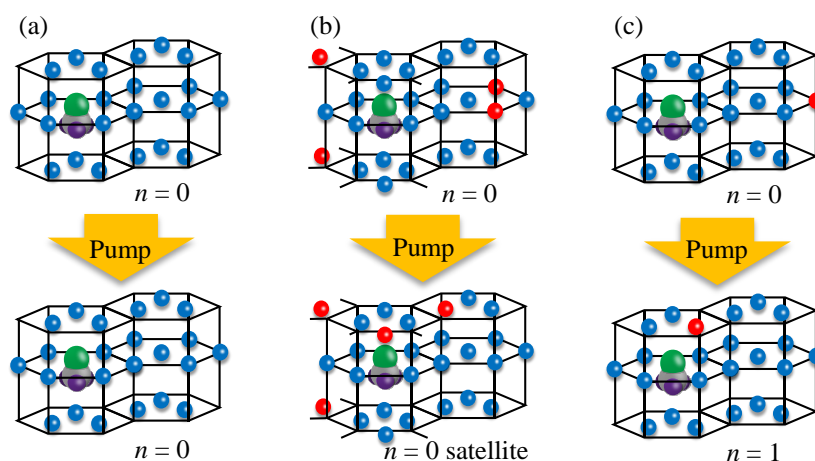 (a) (b) (c)
n = 0 n = 0 n = 0
Pump Pump Pump
n = 0 n = 0 satellite n = 1